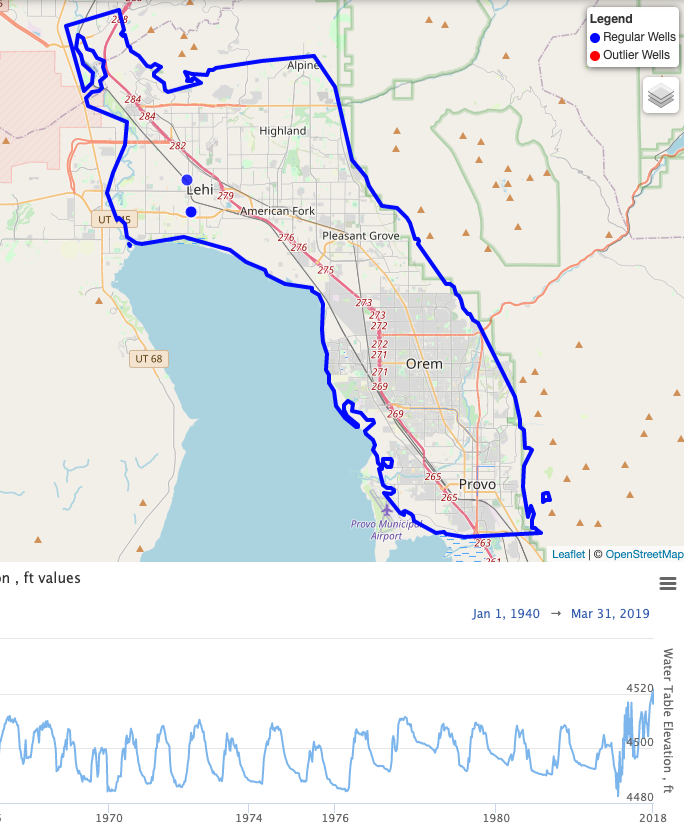 288
Legend
Regular Wells
Outlier Wells
Alpine
284
284
Highland
282
Lehi
279
American Fork
UT 145
276
276
Pleasant Grove
275
273
273
272
UT 68
272
271
Orem
271
269
269
265
Provo
265
Provo Municipal
Airport
263
261
Leaflet | © OpenStreetMap
on , ft values
Jan 1, 1940 → Mar 31, 2019
Water Table Elevation , ft
4520
4500
4480
1970
1974
1976
1980
2018